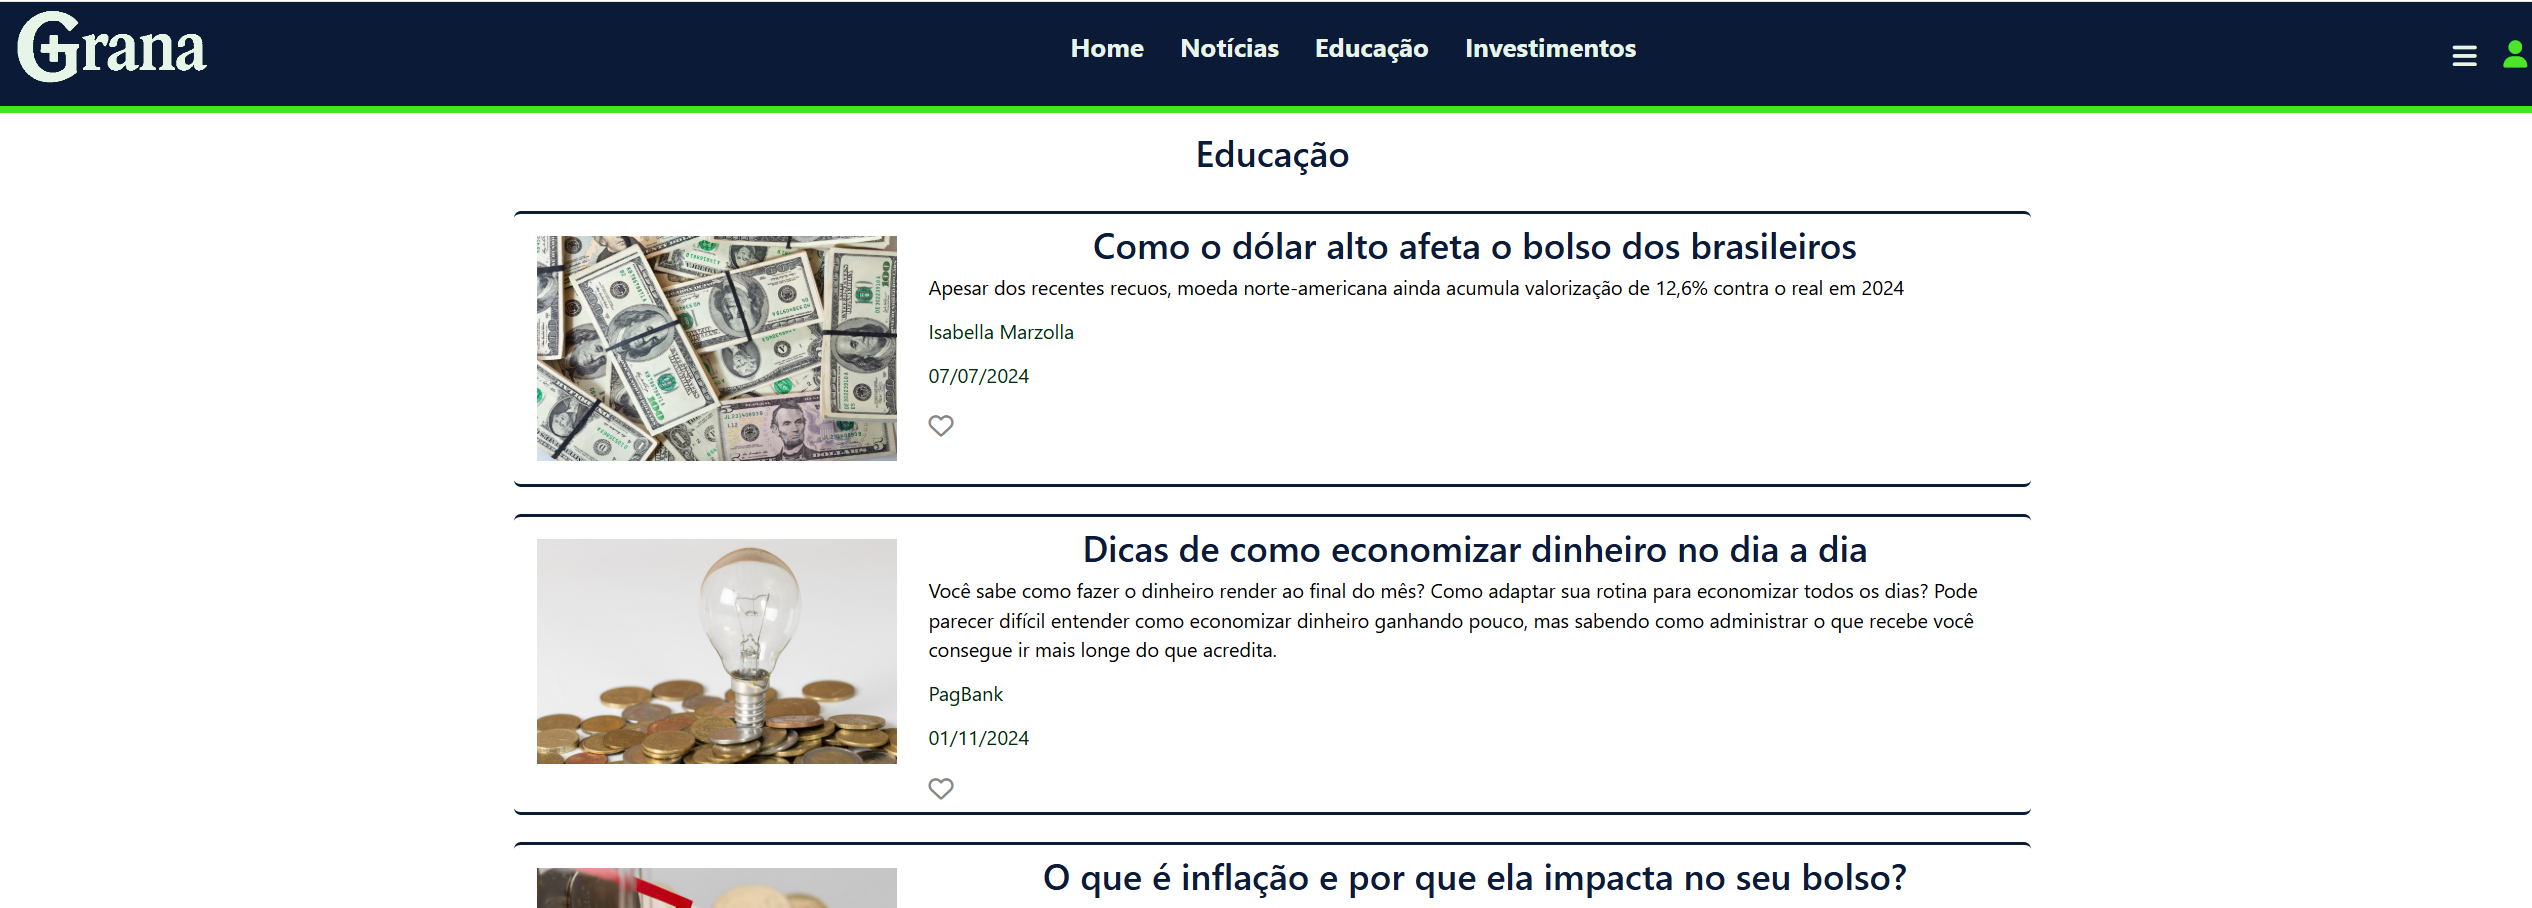 Grana
Home Notícias Educação Investimentos
Educação
Como o dólar alto afeta o bolso dos brasileiros
Apesar dos recentes recuos, moeda norte-americana ainda acumula valorização de 12,6% contra o real em 2024
Isabella Marzolla
07/07/2024
Dicas de como economizar dinheiro no dia a dia
Você sabe como fazer o dinheiro render ao final do mês? Como adaptar sua rotina para economizar todos os dias? Pode
parecer difícil entender como economizar dinheiro ganhando pouco, mas sabendo como administrar o que recebe você
consegue ir mais longe do que acredita.
PagBank
01/11/2024
O que é inflação e por que ela impacta no seu bolso?